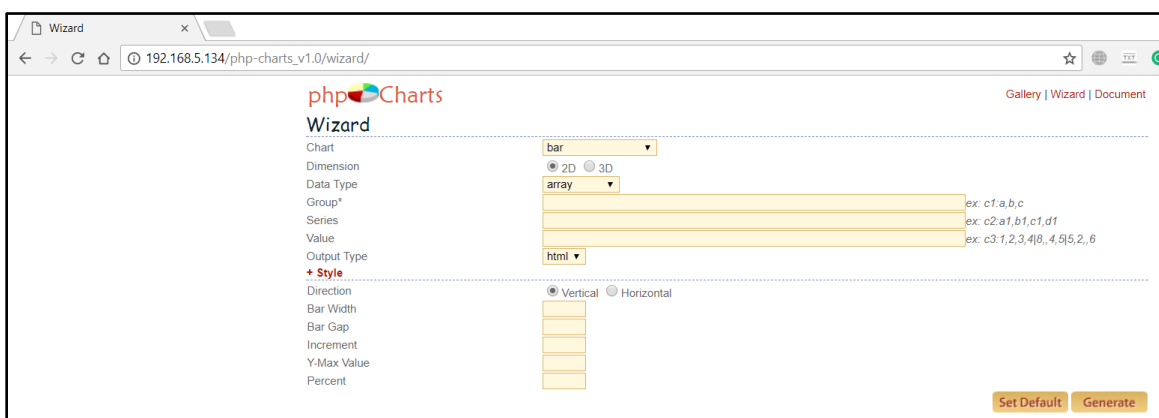 Wizard
192.168.5.134/php-charts_v1.0/wizard/
TXT
php Charts
Gallery | Wizard | Document
Wizard
Chart bar
Dimension 2D 3D
Data Type array
Group* ex: c1:a,b,c
Series ex: c2:a1,b1,c1,d1
Value ex: c3:1,2,3,4|8,,4,5|5,2,,6
Output Type html
+ Style
Direction Vertical Horizontal
Bar Width
Bar Gap
Increment
Y-Max Value
Percent
Set Default Generate